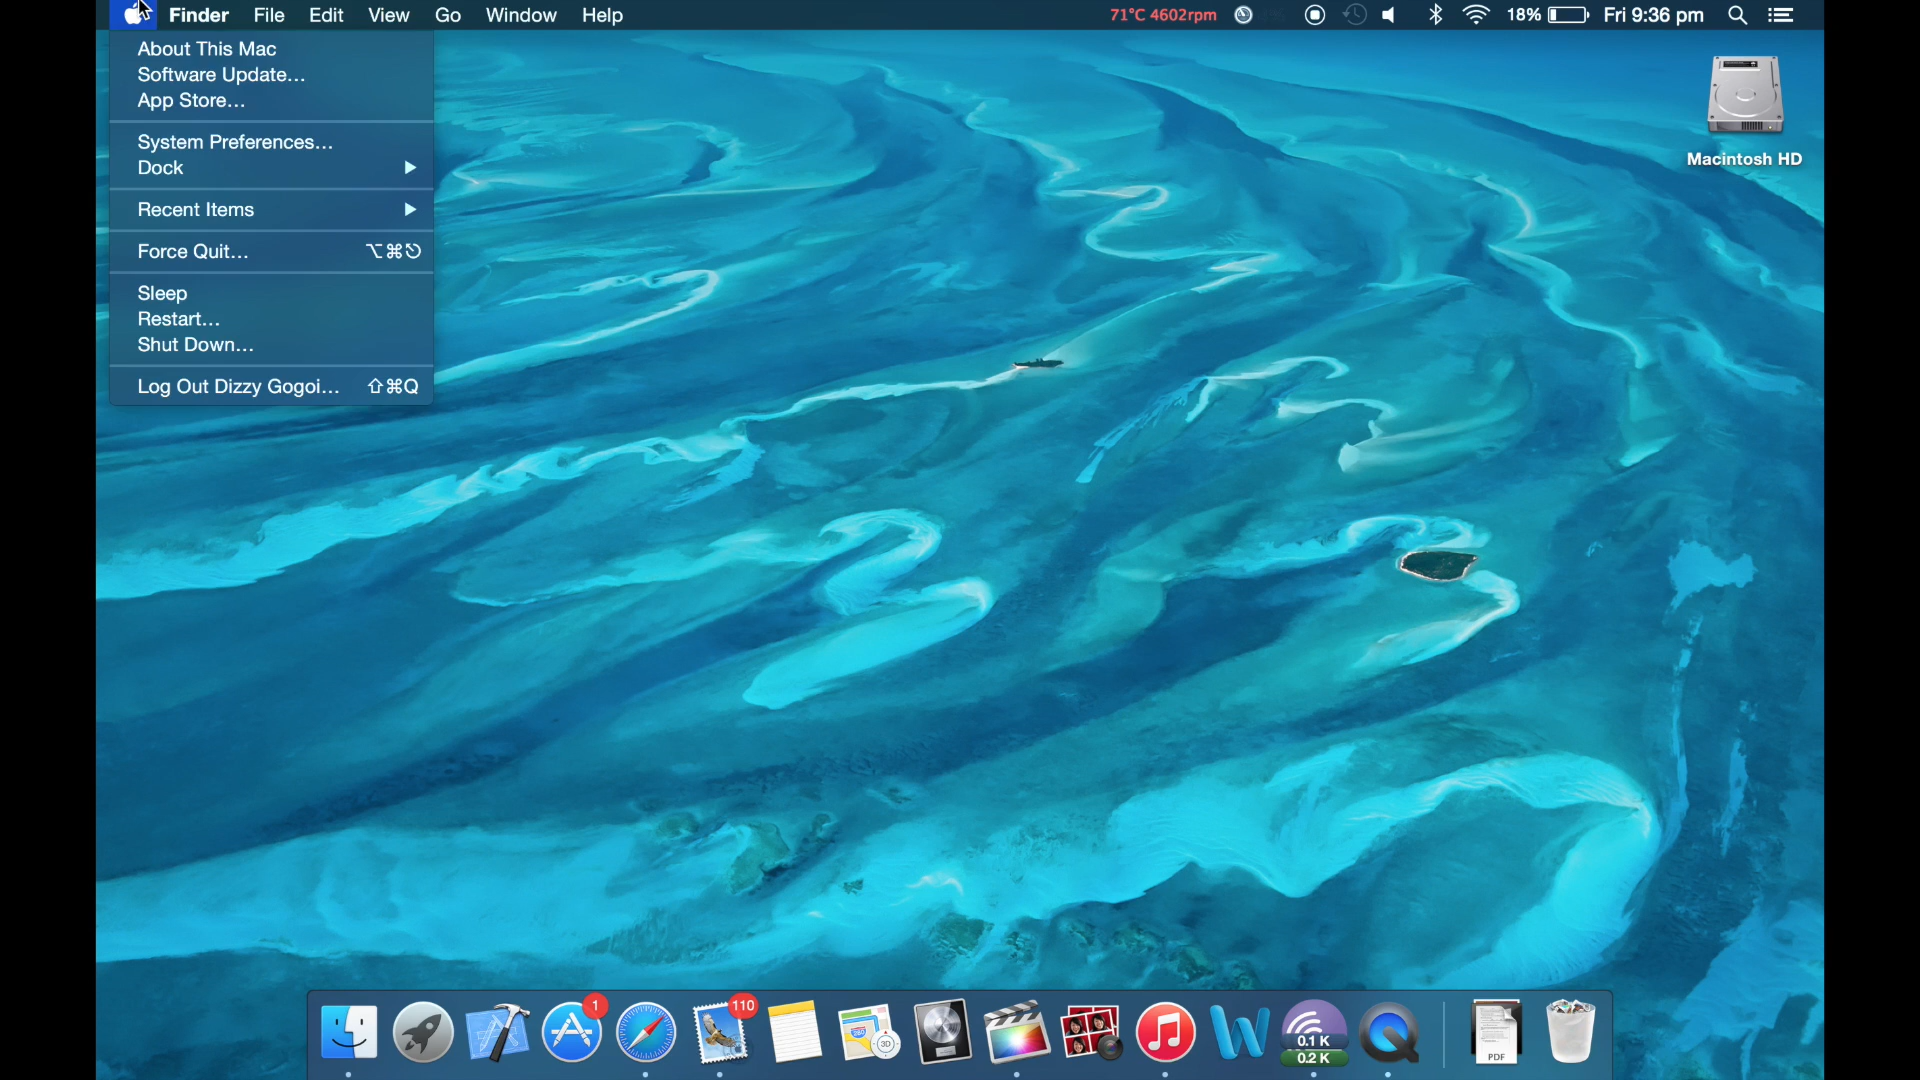 Finder File Edit View Go Window Help 71°C 4602rpm 18% Fri 9:36 pm
About This Mac
Software Update...
App Store...
System Preferences...
Dock
Recent Items
Force Quit... ⌥⌘⎋
Sleep
Restart...
Shut Down...
Log Out Dizzy Gogoi... ⇧⌘Q
Macintosh HD
1
110
280
3D
0.1 K
0.2 K
PDF